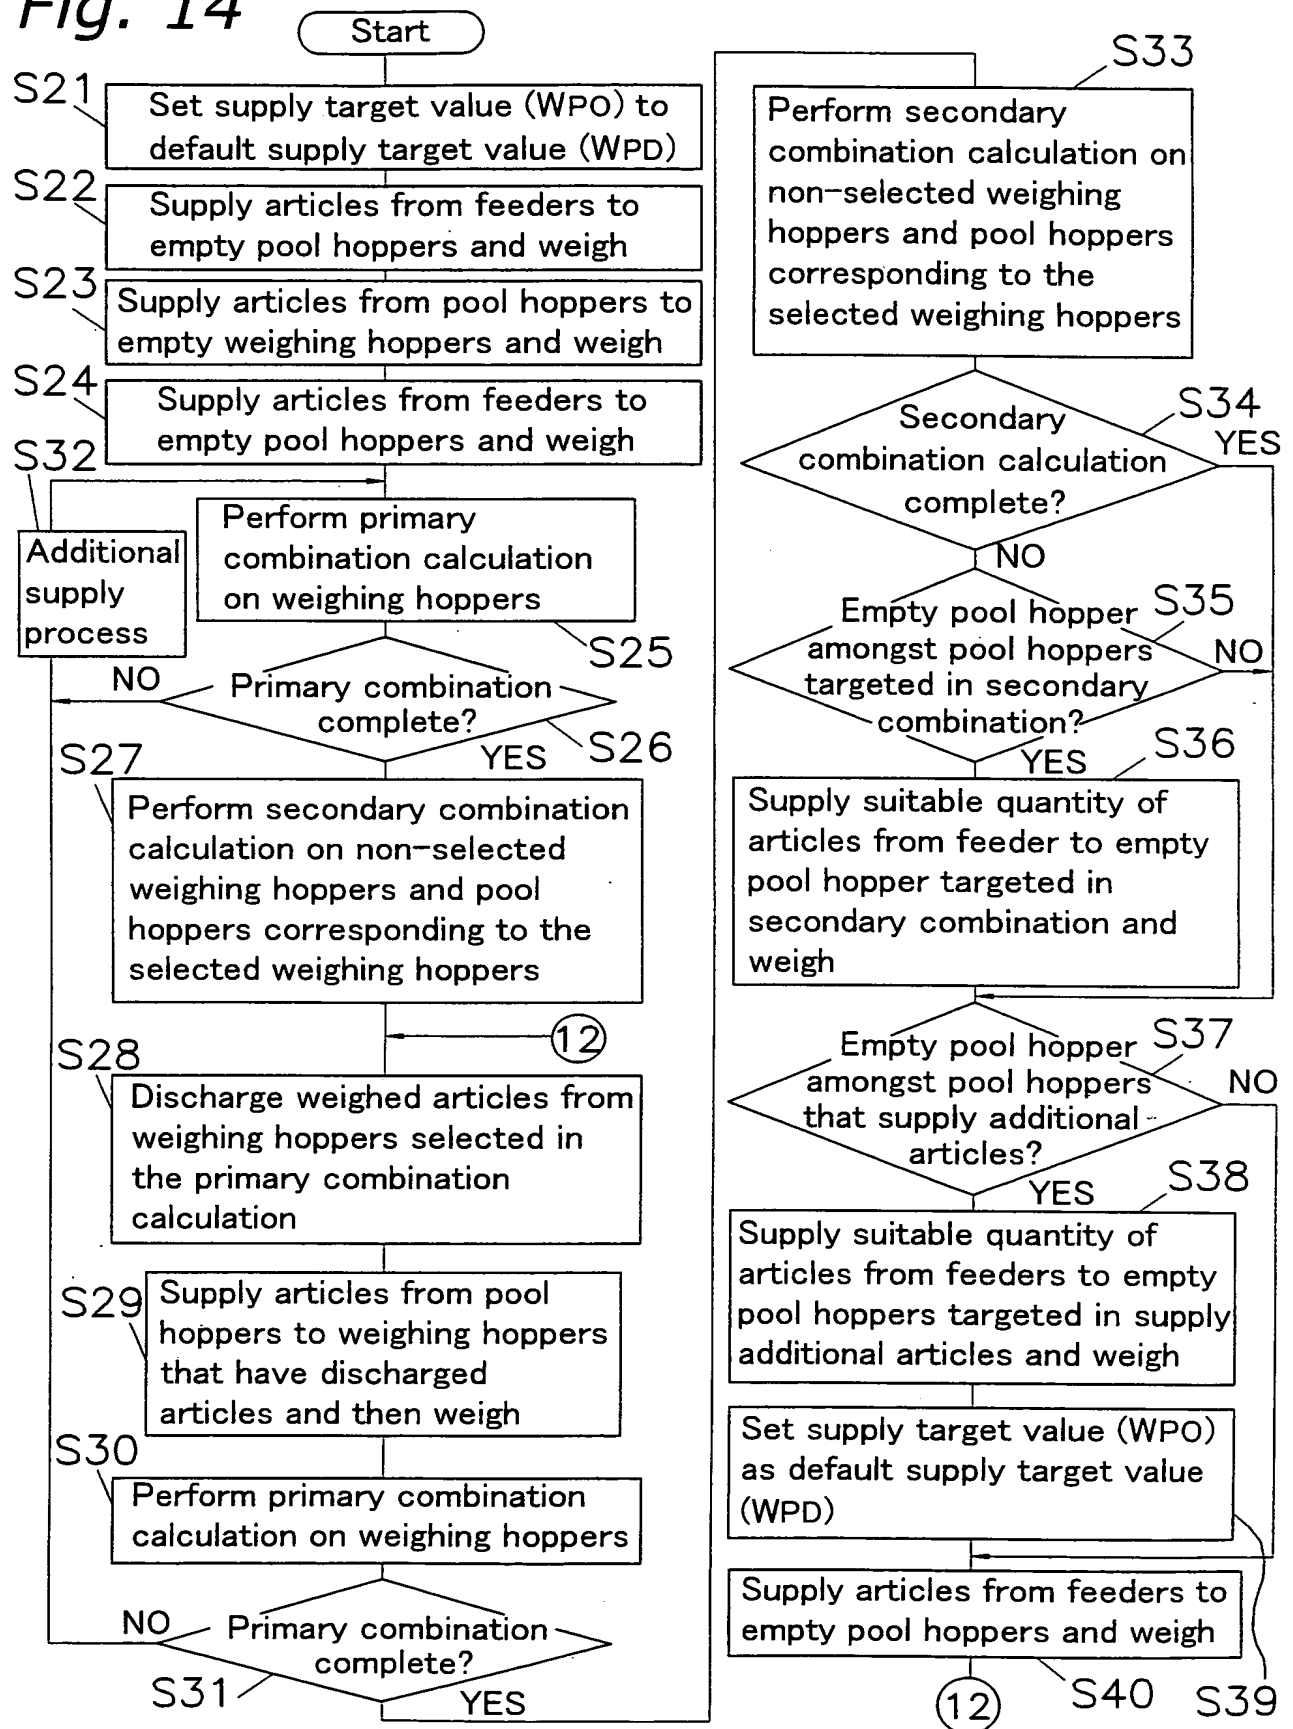 Fig. 14
Start
S21
Set supply target value (WPO) to
default supply target value (WPD)
S22
Supply articles from feeders to
empty pool hoppers and weigh
S23
Supply articles from pool hoppers to
empty weighing hoppers and weigh
S24
Supply articles from feeders to
empty pool hoppers and weigh
S32
Additional
supply
process
Perform primary
combination calculation
on weighing hoppers
S25
NO
Primary combination
complete?
S26
YES
S27
Perform secondary combination
calculation on non-selected
weighing hoppers and pool
hoppers corresponding to the
selected weighing hoppers
12
S28
Discharge weighed articles from
weighing hoppers selected in
the primary combination
calculation
S29
Supply articles from pool
hoppers to weighing hoppers
that have discharged
articles and then weigh
S30
Perform primary combination
calculation on weighing hoppers
NO
Primary combination
complete?
S31
YES
S33
Perform secondary
combination calculation on
non-selected weighing
hoppers and pool hoppers
corresponding to the
selected weighing hoppers
S34
YES
Secondary
combination calculation
complete?
NO
S35
Empty pool hopper
amongst pool hoppers
targeted in secondary
combination?
NO
YES
S36
Supply suitable quantity of
articles from feeder to empty
pool hopper targeted in
secondary combination and
weigh
S37
Empty pool hopper
amongst pool hoppers
that supply additional
articles?
NO
YES
S38
Supply suitable quantity of
articles from feeders to empty
pool hoppers targeted in supply
additional articles and weigh
Set supply target value (WPO)
as default supply target value
(WPD)
Supply articles from feeders to
empty pool hoppers and weigh
12
S40
S39